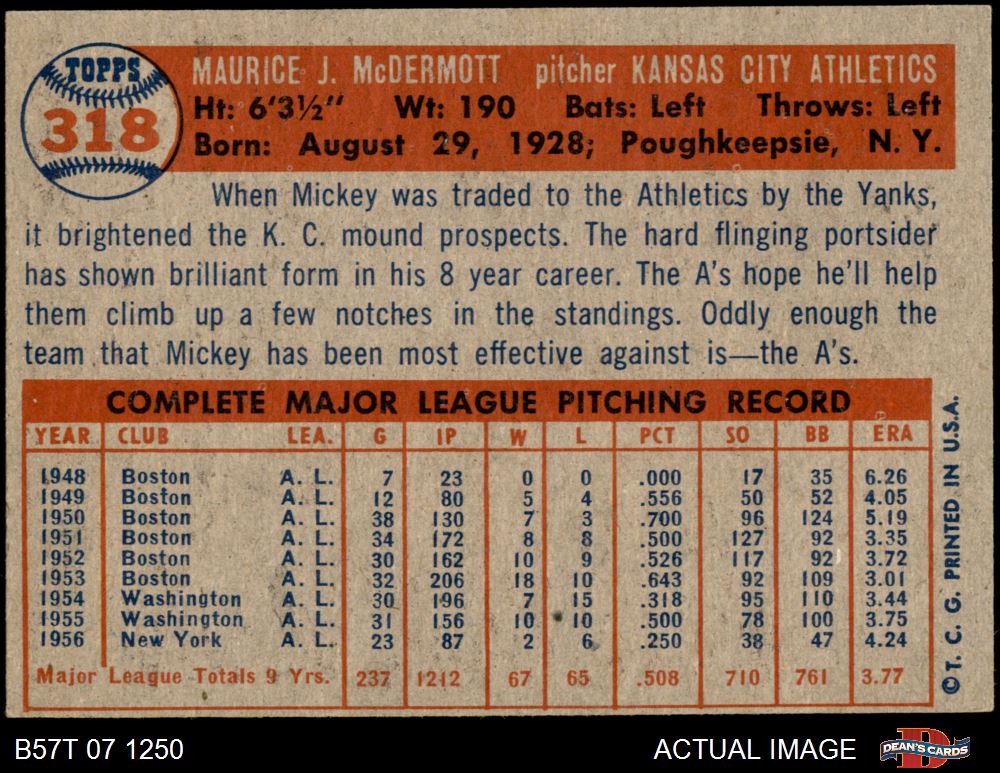 TOPPS
318
MAURICE J. McDERMOTT pitcher KANSAS CITY ATHLETICS
Ht: 6'3½" Wt: 190 Bats: Left Throws: Left
Born: August 29, 1928; Poughkeepsie, N. Y.
When Mickey was traded to the Athletics by the Yanks,
it brightened the K. C. mound prospects. The hard flinging portsider
has shown brilliant form in his 8 year career. The A's hope he'll help
them climb up a few notches in the standings. Oddly enough the
team that Mickey has been most effective against is—the A's.
COMPLETE MAJOR LEAGUE PITCHING RECORD
YEAR CLUB LEA. G IP W L PCT SO BB ERA
1948 Boston A. L. 7 23 0 0 .000 17 35 6.26
1949 Boston A. L. 12 80 5 4 .556 50 52 4.05
1950 Boston A. L. 38 130 7 3 .700 96 124 5.19
1951 Boston A. L. 34 172 8 8 .500 127 92 3.35
1952 Boston A. L. 30 162 10 9 .526 117 92 3.72
1953 Boston A. L. 32 206 18 10 .643 92 109 3.01
1954 Washington A. L. 30 196 7 15 .318 95 110 3.44
1955 Washington A. L. 31 156 10 10 .500 78 100 3.75
1956 New York A. L. 23 87 2 6 .250 38 47 4.24
Major League Totals 9 Yrs. 237 1212 67 65 .508 710 761 3.77
© T. C. G. PRINTED IN U.S.A.
B57T 07 1250
ACTUAL IMAGE
DEAN'S CARDS